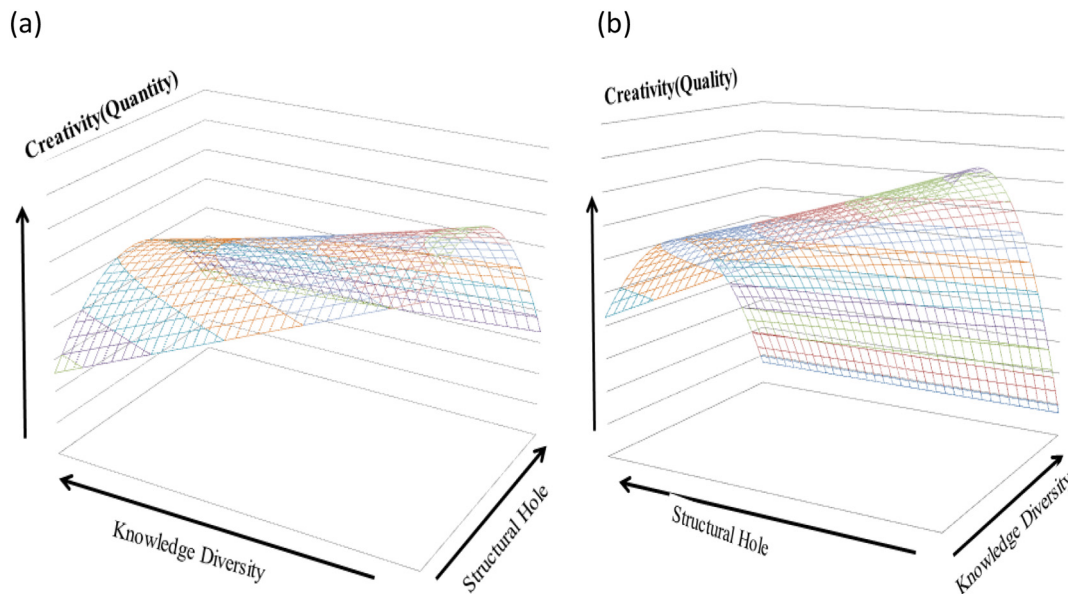 (a)
(b)
Creativity(Quantity)
Creativity(Quality)
Knowledge Diversity
Structural Hole
Structural Hole
Knowledge Diversity